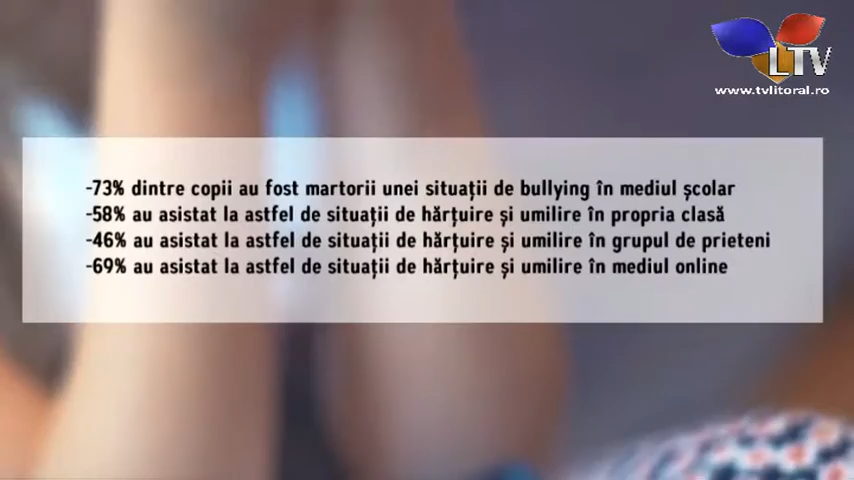 LTV
www.tvlitoral.ro
-73% dintre copii au fost martorii unei situații de bullying în mediul școlar
-58% au asistat la astfel de situații de hărțuire și umilire în propria clasă
-46% au asistat la astfel de situații de hărțuire și umilire în grupul de prieteni
-69% au asistat la astfel de situații de hărțuire și umilire în mediul online